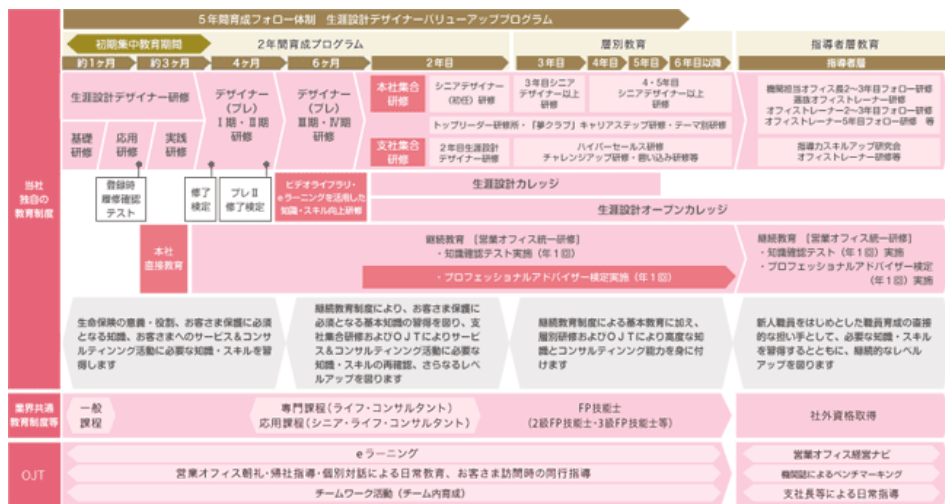 5年間育成フォロー体制 生涯設計デザイナーバリューアッププログラム
初期集中教育期間
2年間育成プログラム
層別教育
指導者層教育
約1ヶ月
約3ヶ月
4ヶ月
6ヶ月
2年目
3年目
4年目
5年目
6年目以降
指導者層
当社
独自の
教育制度
生涯設計デザイナー研修
基礎
研修
応用
研修
実践
研修
デザイナー
(プレ)
Ⅰ期・Ⅱ期
研修
デザイナー
(プレ)
Ⅲ期・Ⅳ期
研修
本社集合
研修
シニアデザイナー
(初任)研修
3年目シニア
デザイナー以上
研修
4・5年目
シニアデザイナー以上
研修
トップリーダー研修所・「夢クラブ」キャリアステップ研修・テーマ別研修
支社集合
研修
2年目生涯設計
デザイナー研修
ハイパーセールス研修
チャレンジアップ研修・囲い込み研修等
機関担当オフィス長2〜3年目フォロー研修
選抜オフィストレーナー研修
オフィストレーナー2〜3年目フォロー研修
オフィストレーナー5年目フォロー研修 等
指導力スキルアップ研究会
オフィストレーナー研修等
登録時
履修確認
テスト
修了
検定
プレⅡ
修了検定
ビデオライブラリ・
eラーニングを活用した
知識・スキル向上研修
生涯設計カレッジ
生涯設計オープンカレッジ
本社
直接教育
継続教育 [営業オフィス統一研修]
・知識確認テスト実施(年1回)
・プロフェッショナルアドバイザー検定実施(年1回)
継続教育 [営業オフィス統一研修]
・知識確認テスト(年1回)実施
・プロフェッショナルアドバイザー検定
(年1回)実施
生命保険の意義・役割、お客さま保護に必須
となる知識、お客さまへのサービス&コンサ
ルティンング活動に必要な知識・スキルを習
得します
継続教育制度により、お客さま保護に
必須となる基本知識の習得を図り、支
社集合研修およびOJTによりサービ
ス&コンサルティンング活動に必要な
知識・スキルの再確認、さらなるレベ
ルアップを図ります
継続教育制度による基本教育に加え、
層別研修およびOJTにより高度な知
識とコンサルティング能力を身に付
けます
新人職員をはじめとした職員育成の直接
的な担い手として、必要な知識・スキル
を習得するとともに、継続的なレベル
アップを図ります
業界共通
教育制度等
一般
課程
専門課程(ライフ・コンサルタント)
応用課程(シニア・ライフ・コンサルタント)
FP技能士
(2級FP技能士・3級FP技能士等)
社外資格取得
OJT
eラーニング
営業オフィス朝礼・帰社指導・個別対話による日常教育、お客さま訪問時の同行指導
チームワーク活動(チーム内育成)
営業オフィス経営ナビ
機関誌によるベンチマーキング
支社長等による日常指導